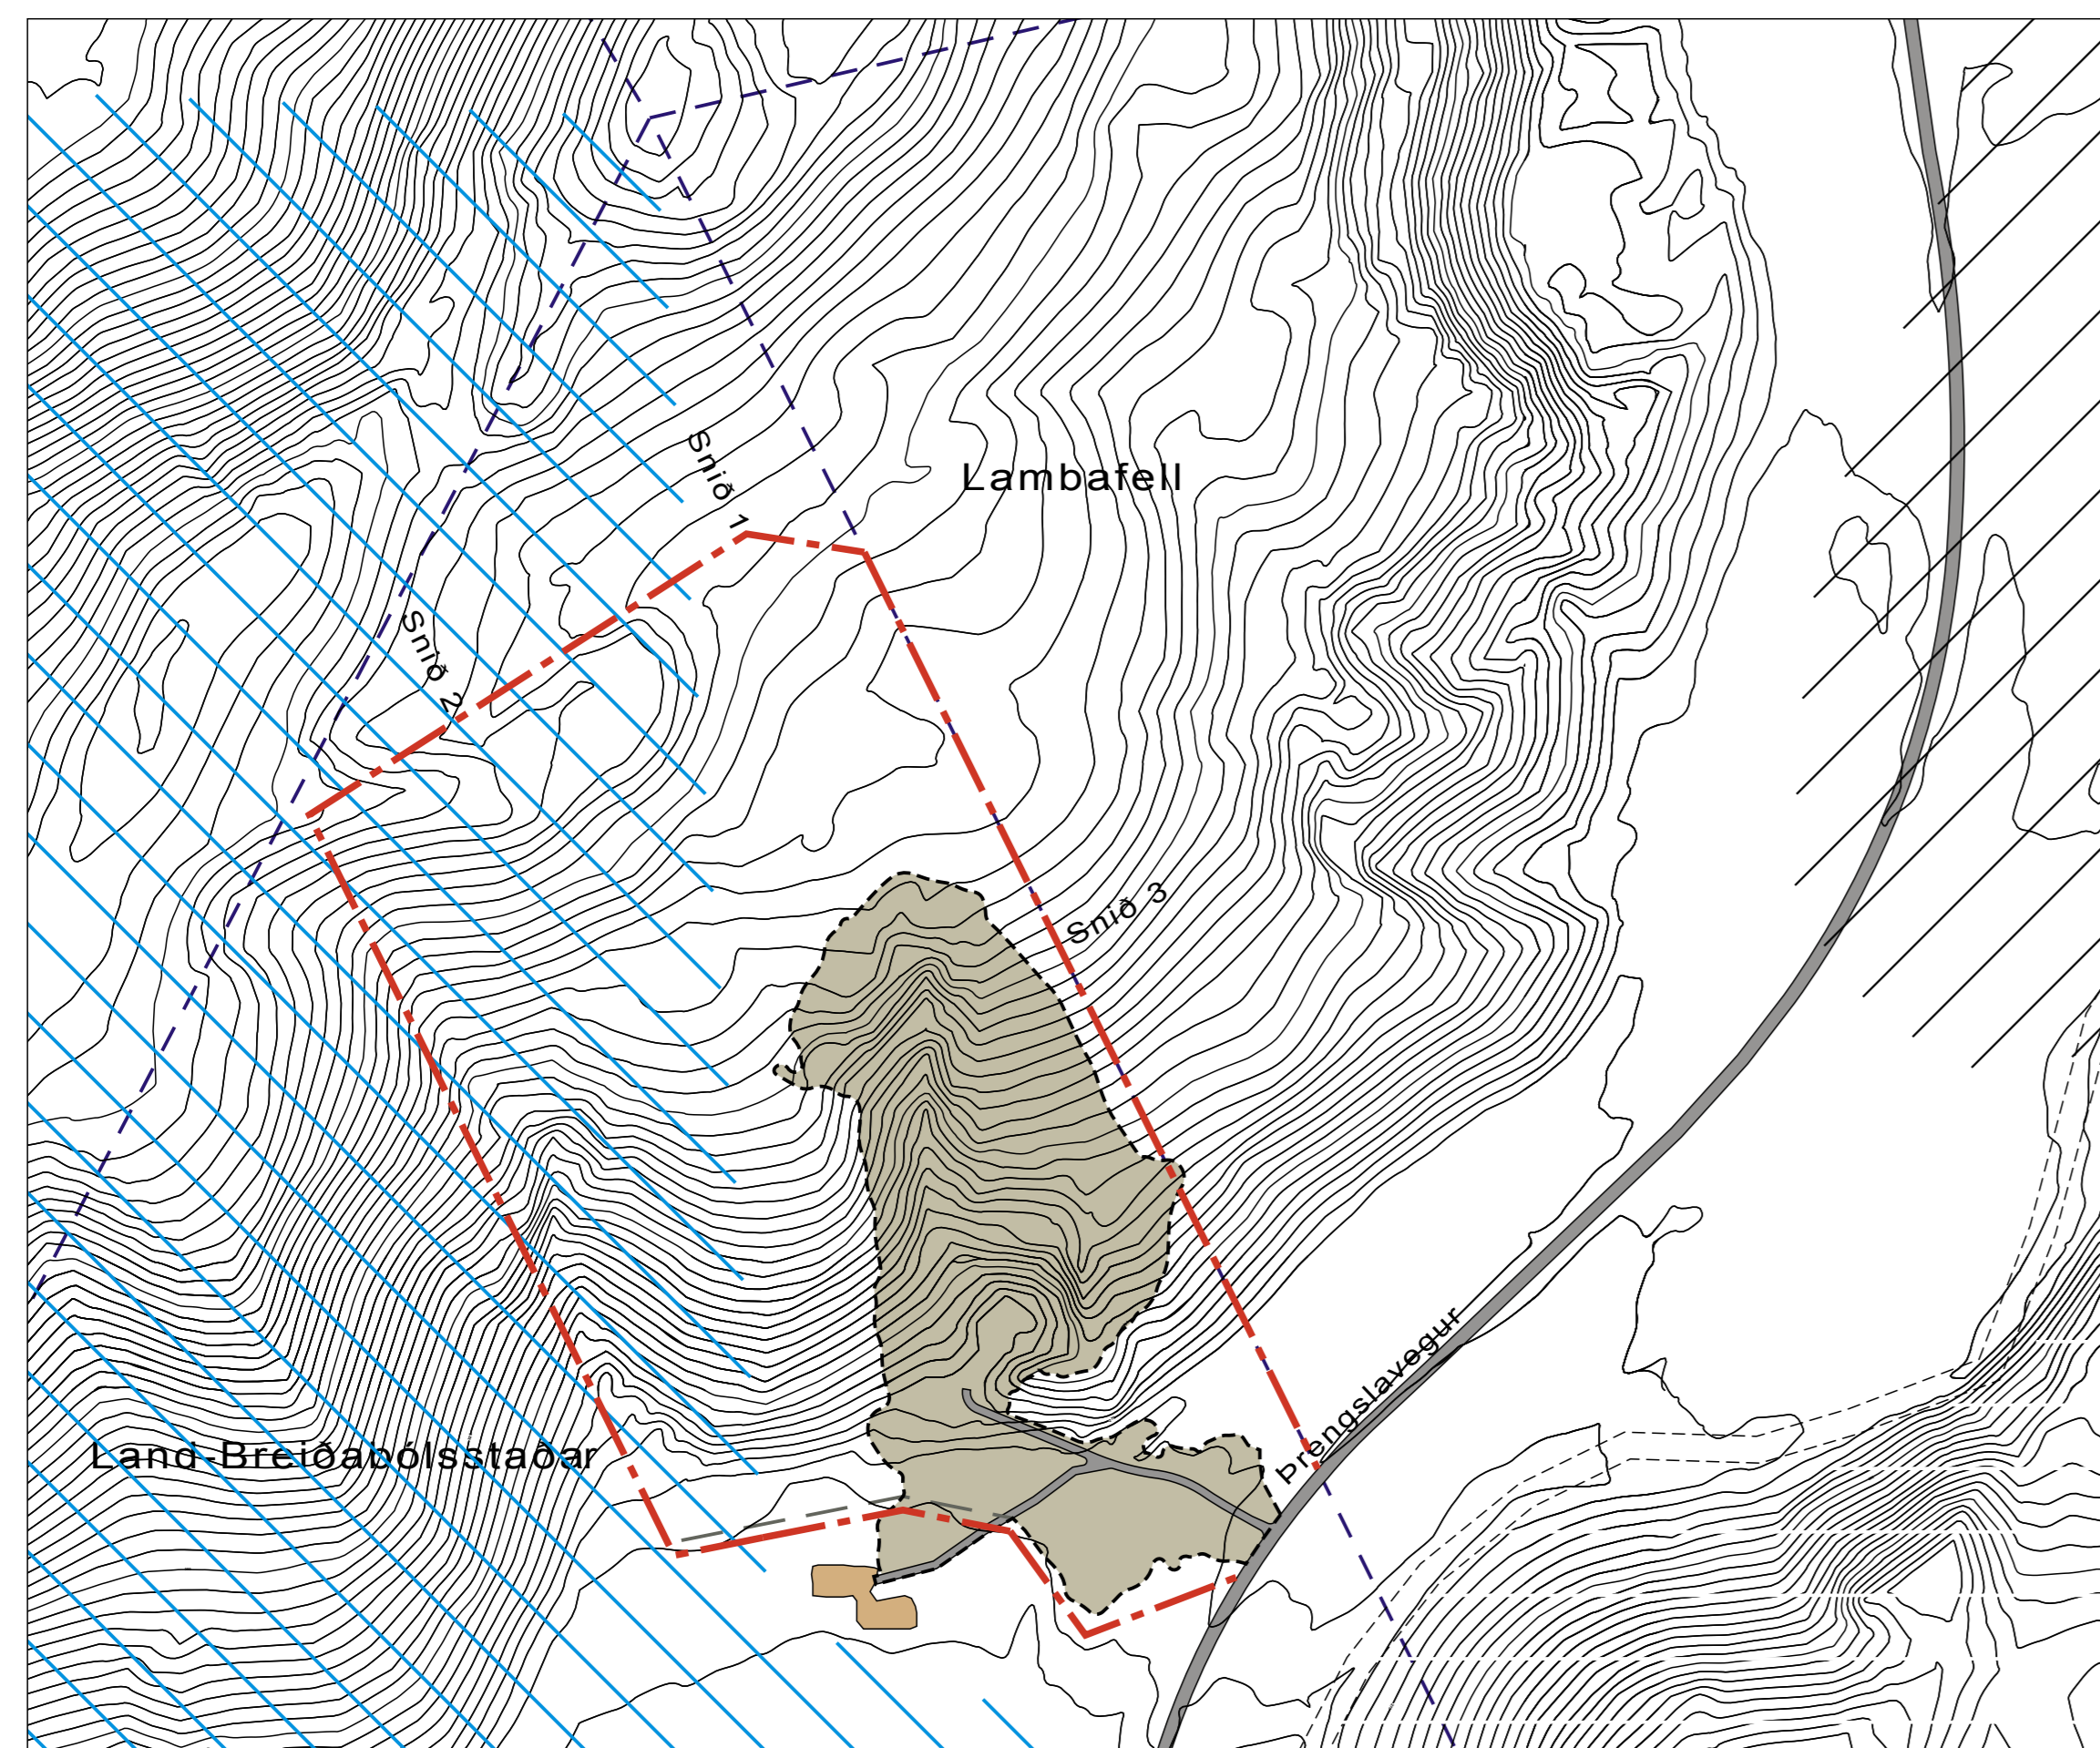 Snið 1
Lambafell
Snið 2
Snið 3
Þrengslavegur
Land-Breiðabólsstaðar